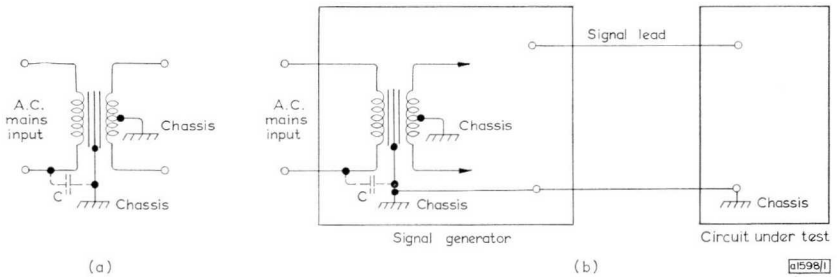 A.C.
mains
input
Chassis
C
Chassis
(a)
Signal lead
A.C.
mains
input
Chassis
C
Chassis
Chassis
Signal generator
Circuit under test
(b)
a1598/1